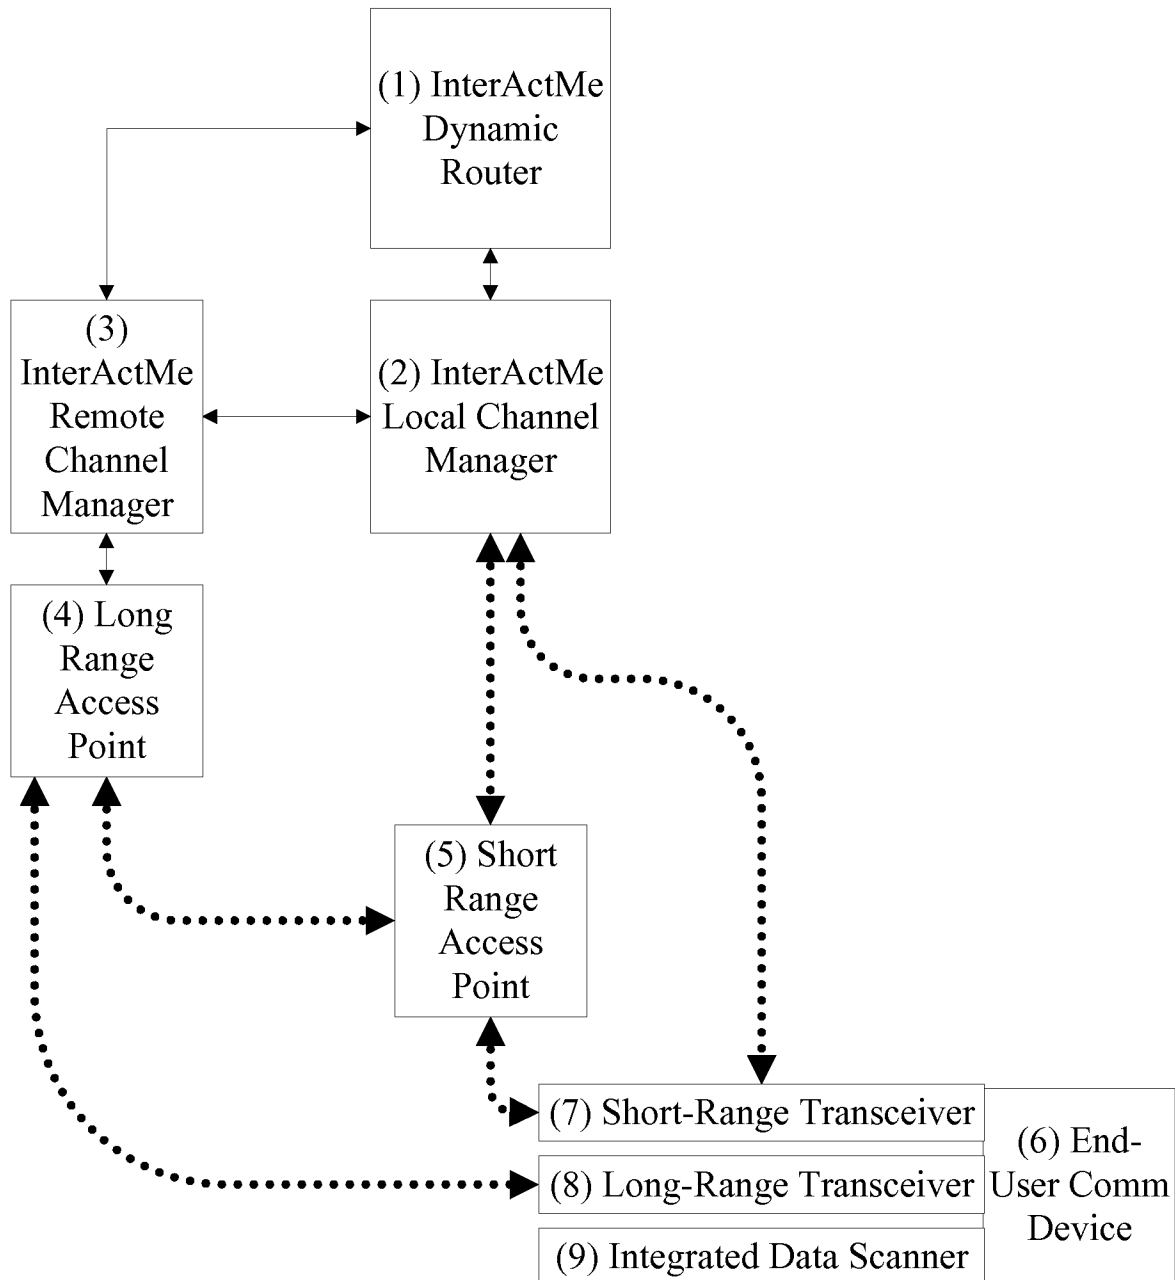 (1) InterActMe
Dynamic
Router
(3)
InterActMe
Remote
Channel
Manager
(2) InterActMe
Local Channel
Manager
(4) Long
Range
Access
Point
(5) Short
Range
Access
Point
(7) Short-Range Transceiver
(8) Long-Range Transceiver
(9) Integrated Data Scanner
(6) End-
User Comm
Device